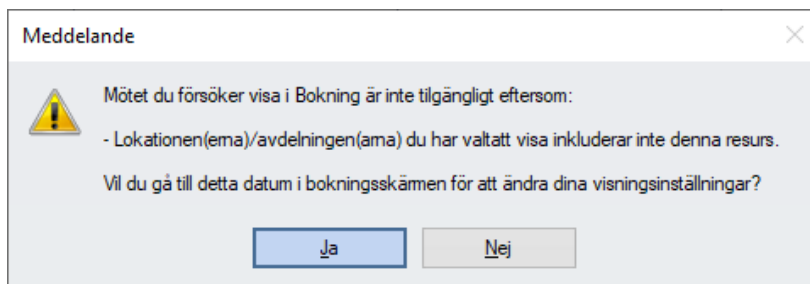 Meddelande
Mötet du försöker visa i Bokning är inte tillgängligt eftersom:
- Lokationen(erna)/avdelningen(arna) du har valtatt visa inkluderar inte denna resurs.
Vil du gå till detta datum i bokningsskärmen för att ändra dina visningsinställningar?
Ja
Nej